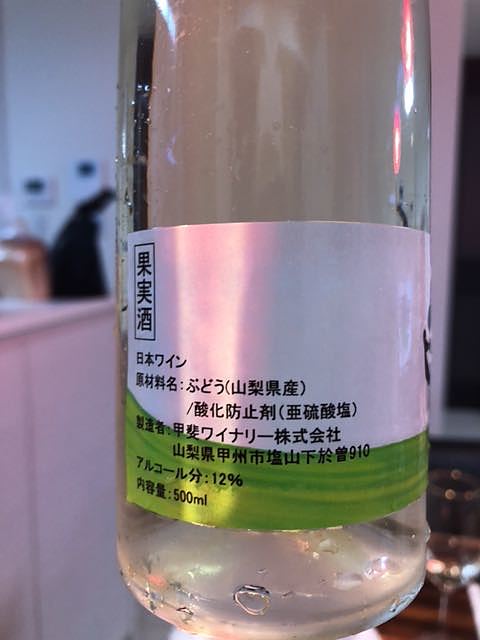 果実酒
日本ワイン
原材料名:ぶどう(山梨県産)
/酸化防止剤(亜硫酸塩)
製造者:甲斐ワイナリー株式会社
山梨県甲州市塩山下於曽910
アルコール分:12%
内容量:500ml